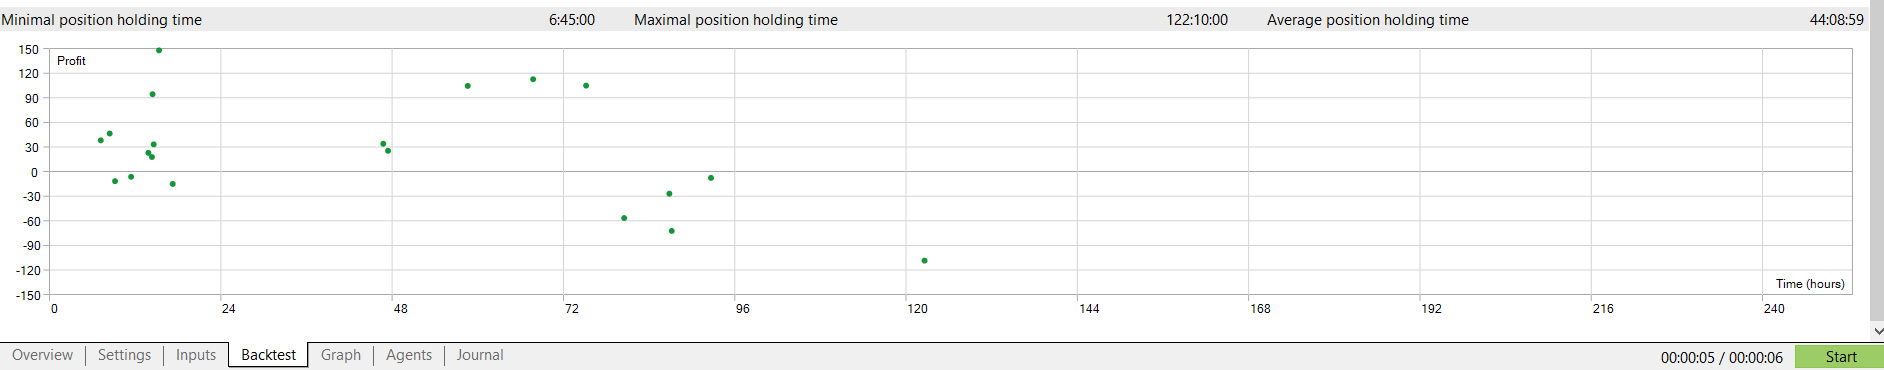 Minimal position holding time 6:45:00 Maximal position holding time 122:10:00 Average position holding time 44:08:59
150
Profit
120
90
60
30
0
-30
-60
-90
-120
Time (hours)
-150
0 24 48 72 96 120 144 168 192 216 240
Overview Settings Inputs Backtest Graph Agents Journal 00:00:05 / 00:00:06 Start